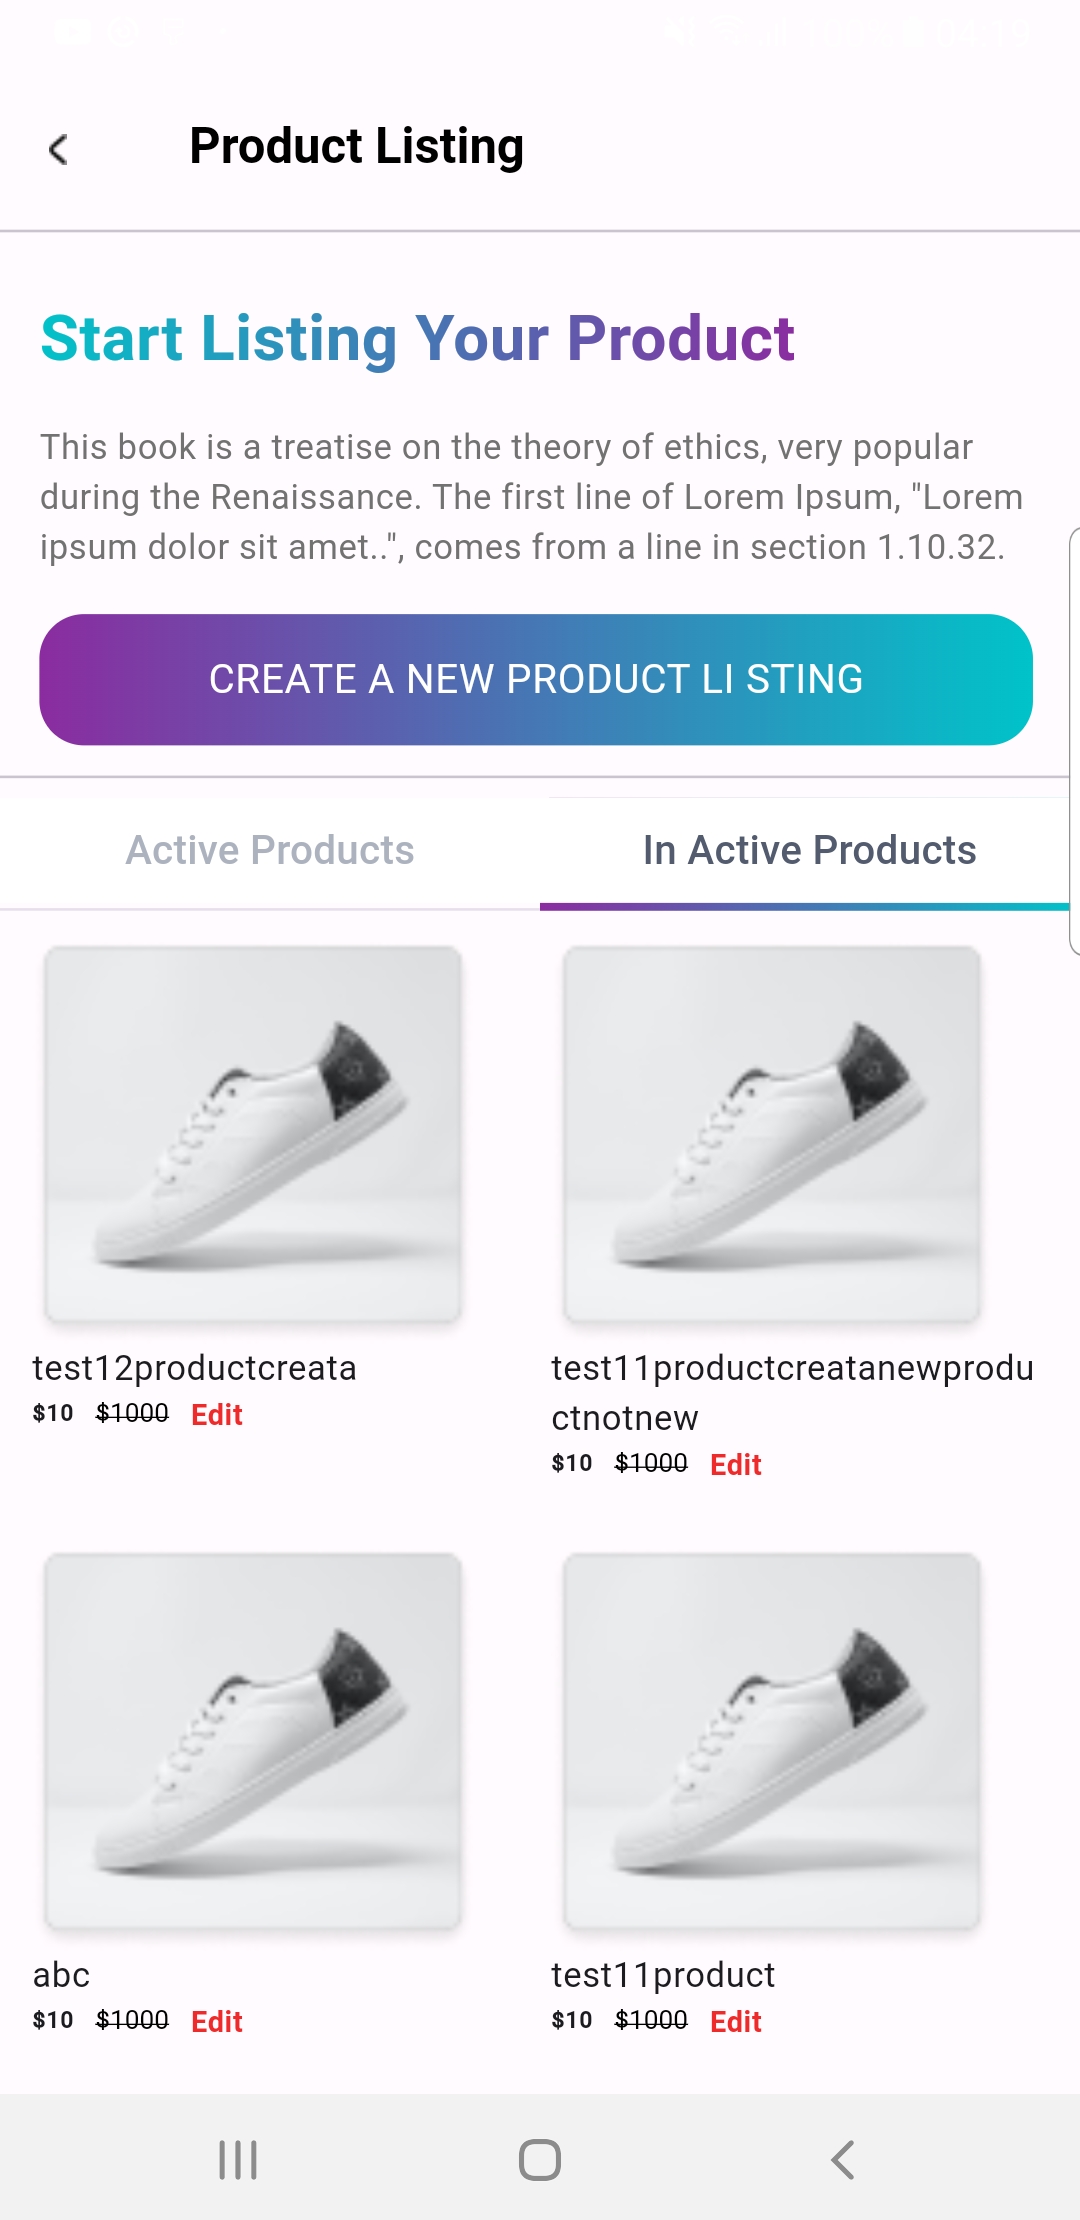 Product Listing
Start Listing Your Product
This book is a treatise on the theory of ethics, very popular
during the Renaissance. The first line of Lorem Ipsum, "Lorem
ipsum dolor sit amet..", comes from a line in section 1.10.32.
CREATE A NEW PRODUCT LI STING
Active Products
In Active Products
test12productcreata
$10 $1000 Edit
test11productcreatanewprodu
ctnotnew
$10 $1000 Edit
abc
$10 $1000 Edit
test11product
$10 $1000 Edit